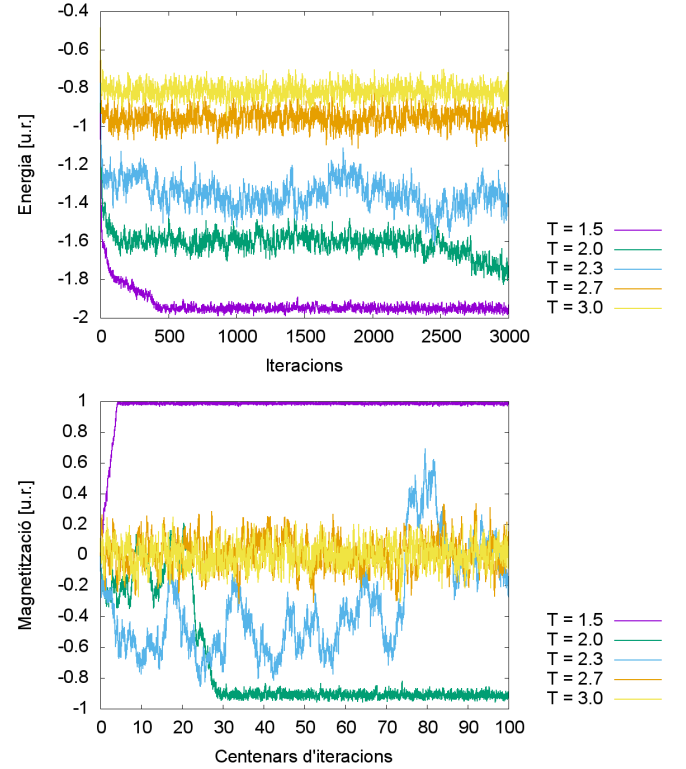 -0.4
-0.6
-0.8
-1
-1.2
-1.4
-1.6
-1.8
-2
0 500 1000 1500 2000 2500 3000
Energia [u.r.]
Iteracions
T = 1.5
T = 2.0
T = 2.3
T = 2.7
T = 3.0
1
0.8
0.6
0.4
0.2
0
-0.2
-0.4
-0.6
-0.8
-1
0 10 20 30 40 50 60 70 80 90 100
Magnetització [u.r.]
Centenars d'iteracions
T = 1.5
T = 2.0
T = 2.3
T = 2.7
T = 3.0